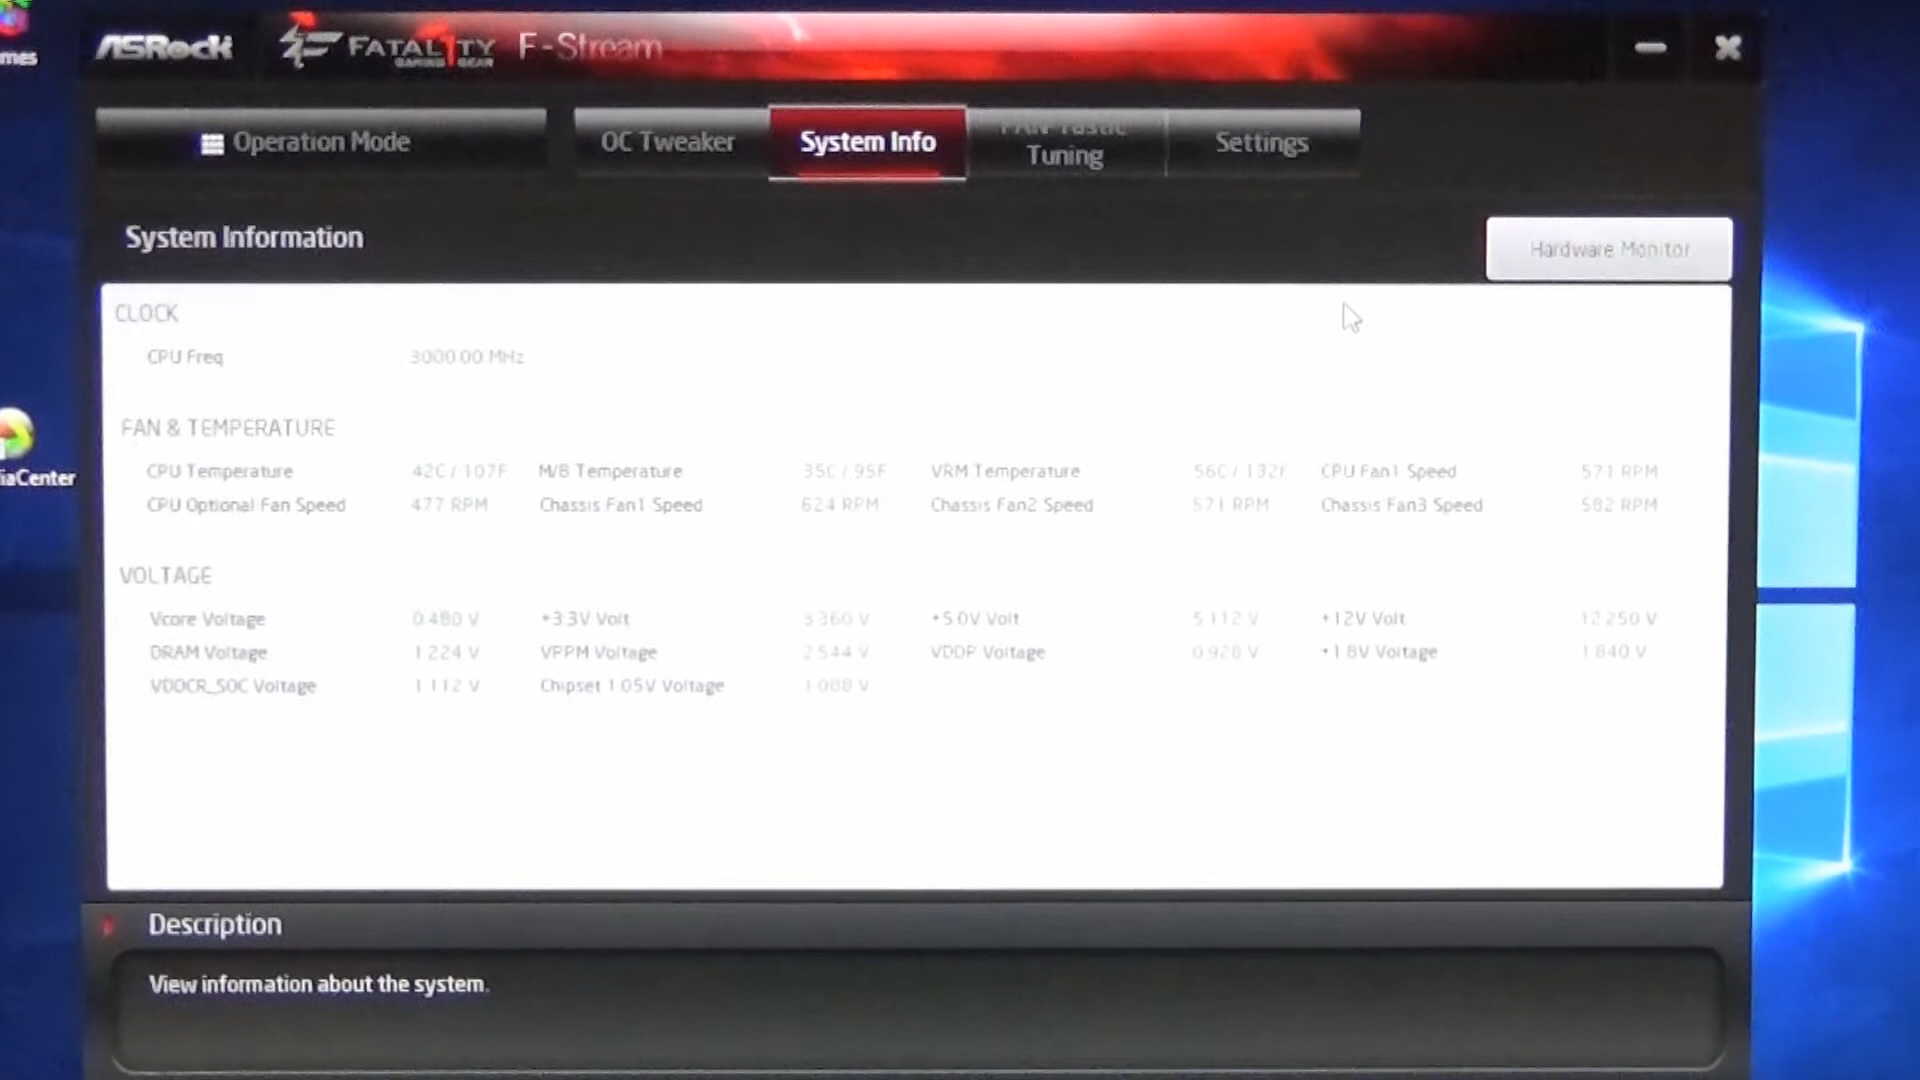 mes
ASRock FATAL1TY GAMING GEAR F-Stream
Operation Mode OC Tweaker System Info FAN-Tastic Tuning Settings
System Information Hardware Monitor
CLOCK
CPU Freq 3000.00 MHz
FAN & TEMPERATURE
CPU Temperature 42C / 107F M/B Temperature 35C / 95F VRM Temperature 56C / 132F CPU Fan1 Speed 571 RPM
CPU Optional Fan Speed 477 RPM Chassis Fan1 Speed 624 RPM Chassis Fan2 Speed 571 RPM Chassis Fan3 Speed 582 RPM
iaCenter
VOLTAGE
Vcore Voltage 0.480 V +3.3V Volt 3.360 V +5.0V Volt 5.112 V +12V Volt 12.250 V
DRAM Voltage 1.224 V VPPM Voltage 2.544 V VDDP Voltage 0.928 V +1.8V Voltage 1.840 V
VDDCR_SOC Voltage 1.112 V Chipset 1.05V Voltage 1.088 V
Description
View information about the system.